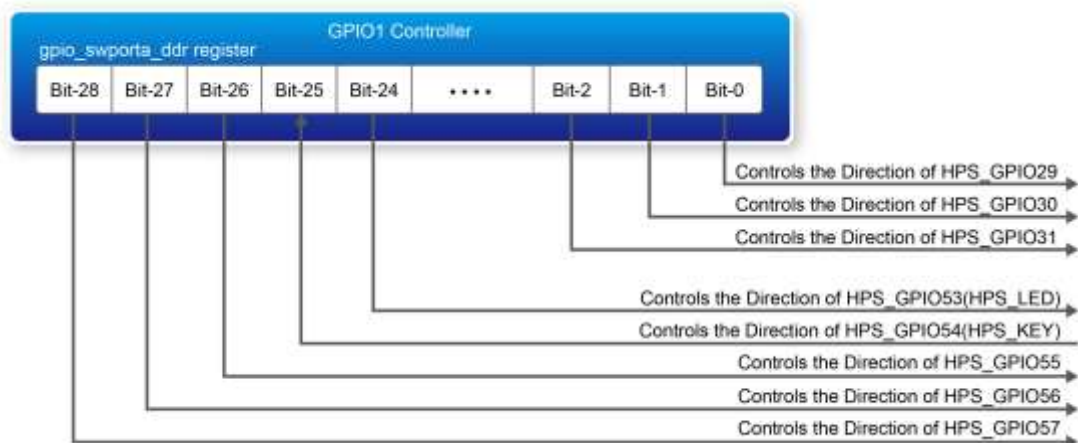 GPIO1 Controller
gpio_swporta_ddr register
Bit-28 Bit-27 Bit-26 Bit-25 Bit-24 •••• Bit-2 Bit-1 Bit-0
Controls the Direction of HPS_GPIO29
Controls the Direction of HPS_GPIO30
Controls the Direction of HPS_GPIO31
Controls the Direction of HPS_GPIO53(HPS_LED)
Controls the Direction of HPS_GPIO54(HPS_KEY)
Controls the Direction of HPS_GPIO55
Controls the Direction of HPS_GPIO56
Controls the Direction of HPS_GPIO57